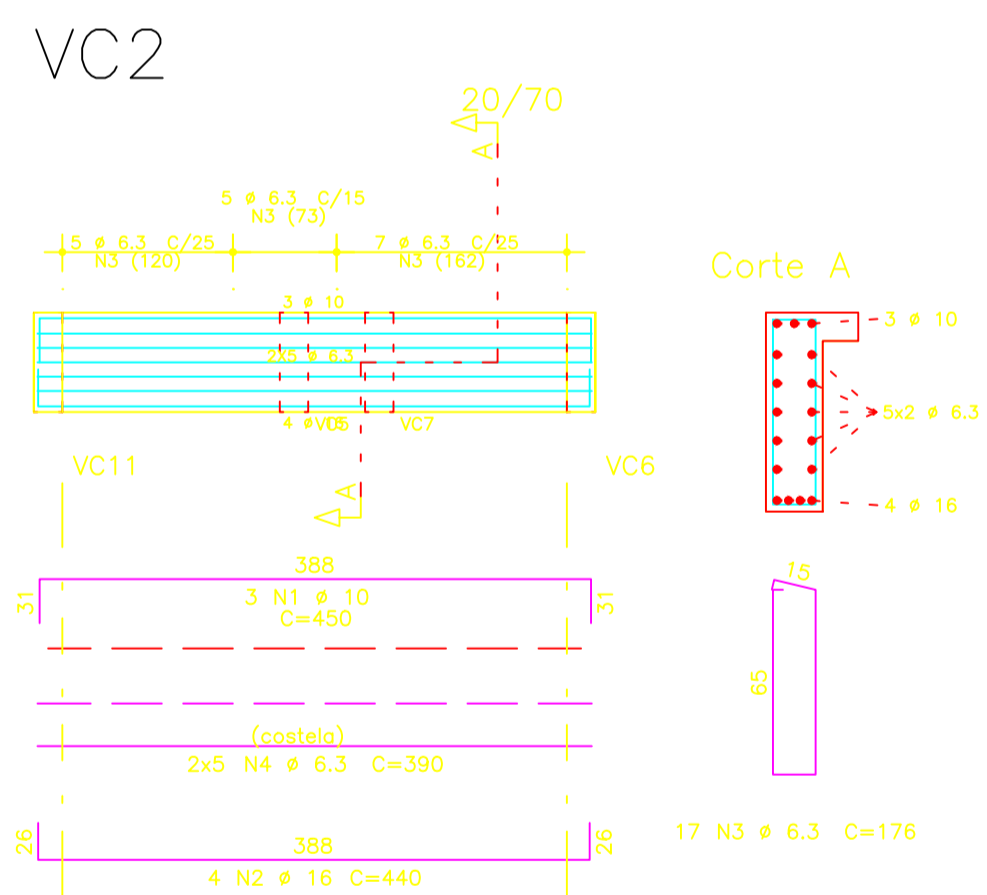 VC2
20/70
A
5 ø 6.3 C/15
N3 (73)
5 ø 6.3 C/25
N3 (120)
7 ø 6.3 C/25
N3 (162)
Corte A
3 ø 10
3 ø 10
2X5 ø 6.3
5x2 ø 6.3
4 ø
VC7
VC11
VC6
A
4 ø 16
388
31
31
3 N1 ø 10
C=450
15
65
(costela)
2x5 N4 ø 6.3 C=390
26
388
26
4 N2 ø 16 C=440
17 N3 ø 6.3 C=176